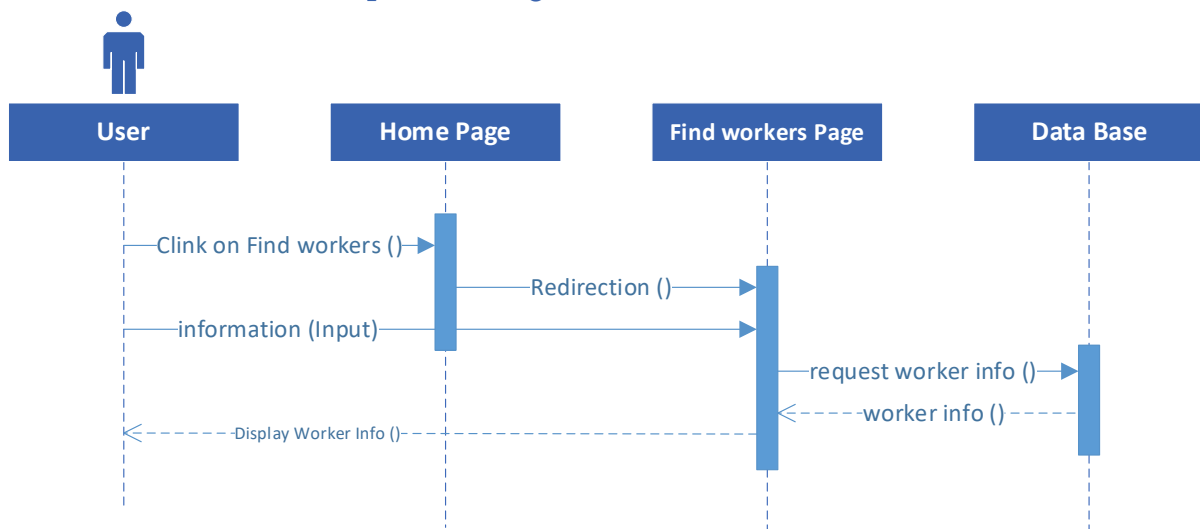 User
Home Page
Find workers Page
Data Base
Clink on Find workers ()
Redirection ()
information (Input)
request worker info ()
worker info ()
Display Worker Info ()